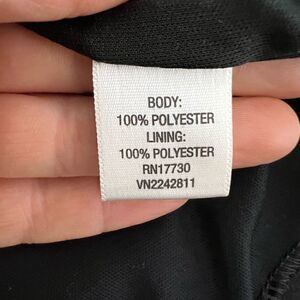 BODY:
100% POLYESTER
LINING:
100% POLYESTER
RN17730
VN2242811